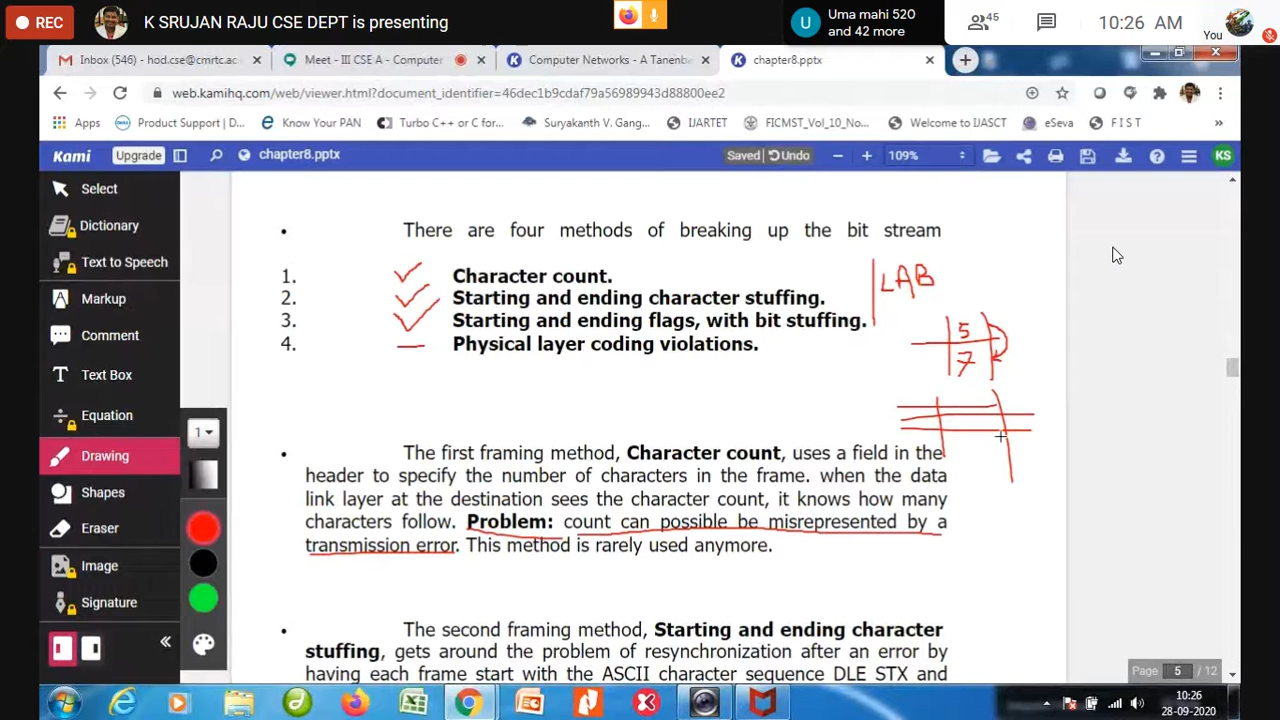 REC
K SRUJAN RAJU CSE DEPT is presenting
U
Uma mahi 520
and 42 more
45
10:26 AM
You
Inbox (546) - hod.cse@cmrtc.ac
Meet - III CSE A - Computer
Computer Networks - A Tanenb
chapter8.pptx
web.kamihq.com/web/viewer.html?document_identifier=46dec1b9cdaf79a56989943d8800ee2
Apps
Product Support (D...
Know Your PAN
Turbo C++ or C for...
Suryakanth V. Gang...
IJARTET
FICMST_Vol_10_No...
Welcome to IJASCT
eSeva
F I S T
»
Kami
Upgrade
chapter8.pptx
Saved
Undo
109%
KS
Select
Dictionary
Text to Speech
Markup
Comment
Text Box
Equation
Drawing
Shapes
Eraser
Image
Signature
1
• There are four methods of breaking up the bit stream
1. Character count.
2. Starting and ending character stuffing.
3. Starting and ending flags, with bit stuffing.
4. Physical layer coding violations.
LAB
5
7
• The first framing method, Character count, uses a field in the
header to specify the number of characters in the frame. when the data
link layer at the destination sees the character count, it knows how many
characters follow. Problem: count can possible be misrepresented by a
transmission error. This method is rarely used anymore.
• The second framing method, Starting and ending character
stuffing, gets around the problem of resynchronization after an error by
having each frame start with the ASCII character sequence DLE STX and
Page 5 / 12
10:26
28-09-2020